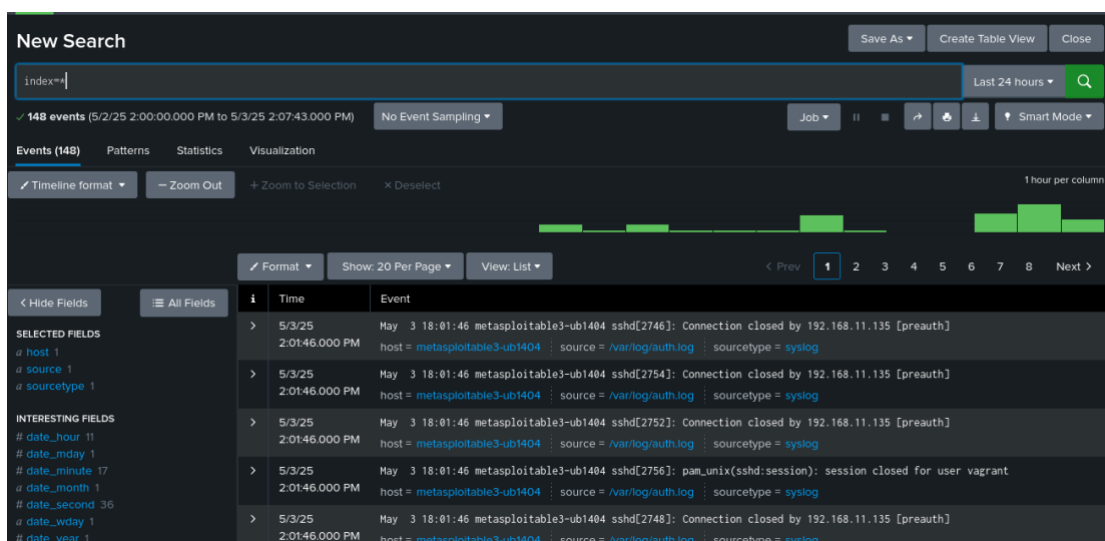 New Search
Save As ▾ Create Table View Close
index=*
Last 24 hours ▾
✓ 148 events (5/2/25 2:00:00.000 PM to 5/3/25 2:07:43.000 PM) No Event Sampling ▾ Job ▾ Smart Mode ▾
Events (148) Patterns Statistics Visualization
Timeline format ▾ — Zoom Out + Zoom to Selection × Deselect 1 hour per column
Format ▾ Show: 20 Per Page ▾ View: List ▾ < Prev 1 2 3 4 5 6 7 8 Next >
< Hide Fields All Fields
SELECTED FIELDS
a host 1
a source 1
a sourcetype 1
INTERESTING FIELDS
# date_hour 11
# date_mday 1
# date_minute 17
a date_month 1
# date_second 36
a date_wday 1
# date_year 1
i Time Event
> 5/3/25 May 3 18:01:46 metasploitable3-ub1404 sshd[2746]: Connection closed by 192.168.11.135 [preauth]
2:01:46.000 PM host = metasploitable3-ub1404 source = /var/log/auth.log sourcetype = syslog
> 5/3/25 May 3 18:01:46 metasploitable3-ub1404 sshd[2754]: Connection closed by 192.168.11.135 [preauth]
2:01:46.000 PM host = metasploitable3-ub1404 source = /var/log/auth.log sourcetype = syslog
> 5/3/25 May 3 18:01:46 metasploitable3-ub1404 sshd[2752]: Connection closed by 192.168.11.135 [preauth]
2:01:46.000 PM host = metasploitable3-ub1404 source = /var/log/auth.log sourcetype = syslog
> 5/3/25 May 3 18:01:46 metasploitable3-ub1404 sshd[2756]: pam_unix(sshd:session): session closed for user vagrant
2:01:46.000 PM host = metasploitable3-ub1404 source = /var/log/auth.log sourcetype = syslog
> 5/3/25 May 3 18:01:46 metasploitable3-ub1404 sshd[2748]: Connection closed by 192.168.11.135 [preauth]
2:01:46.000 PM host = metasploitable3-ub1404 source = /var/log/auth.log sourcetype = syslog